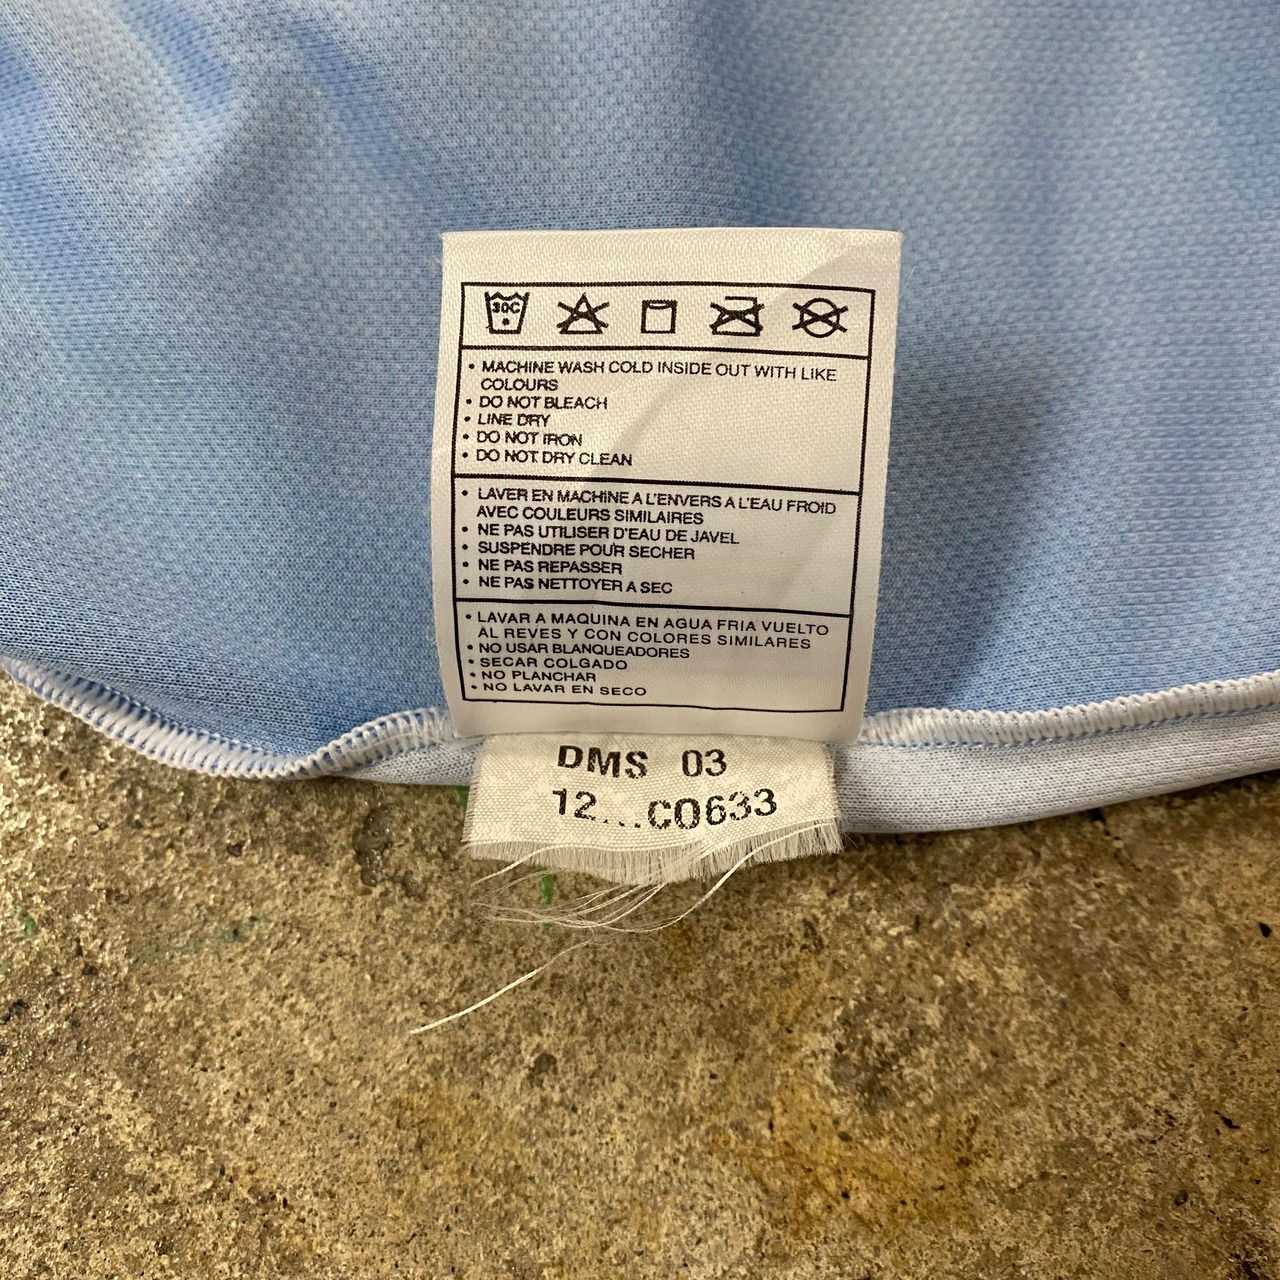 30C
• MACHINE WASH COLD INSIDE OUT WITH LIKE
COLOURS
• DO NOT BLEACH
• LINE DRY
• DO NOT IRON
• DO NOT DRY CLEAN
• LAVER EN MACHINE A L'ENVERS A L'EAU FROID
AVEC COULEURS SIMILAIRES
• NE PAS UTILISER D'EAU DE JAVEL
• SUSPENDRE POUR SECHER
• NE PAS REPASSER
• NE PAS NETTOYER A SEC
• LAVAR A MAQUINA EN AGUA FRIA VUELTO
AL REVES Y CON COLORES SIMILARES
• NO USAR BLANQUEADORES
• SECAR COLGADO
• NO PLANCHAR
• NO LAVAR EN SECO
DMS 03
12...CO633